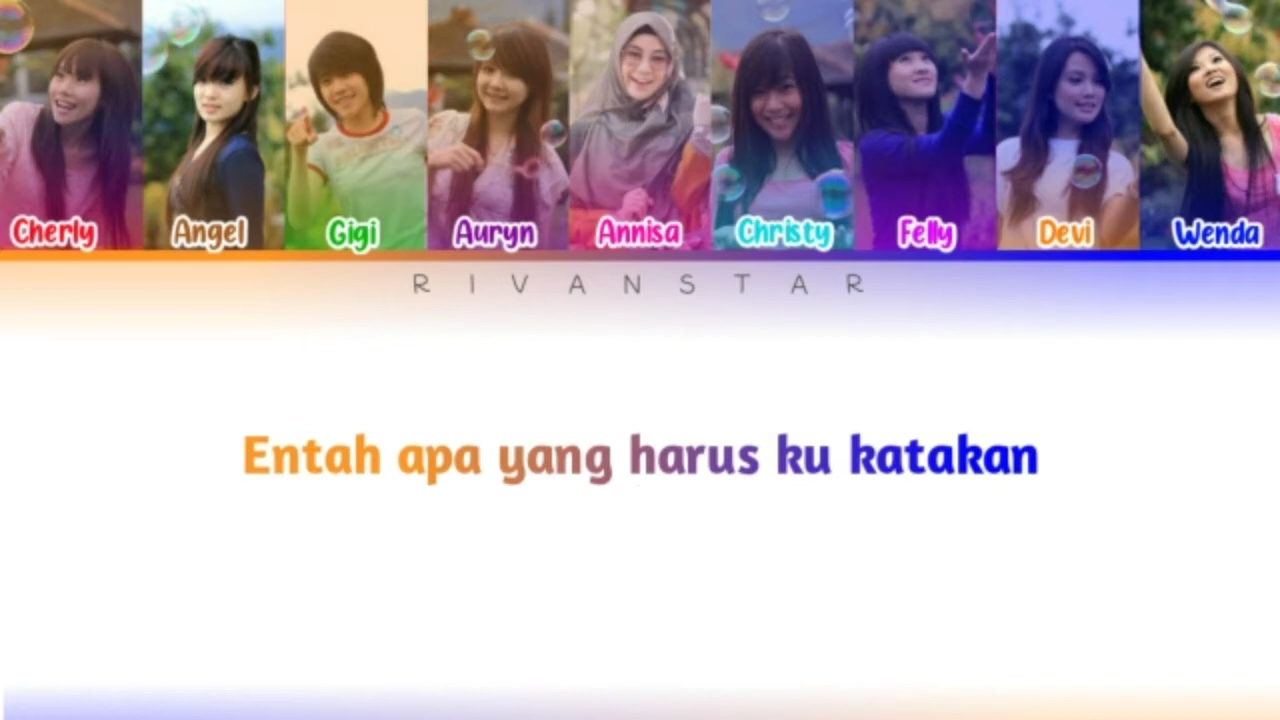 Cherly Angel Gigi Auryn Annisa Christy Felly Devi Wenda
RIVANSTAR
Entah apa yang harus ku katakan